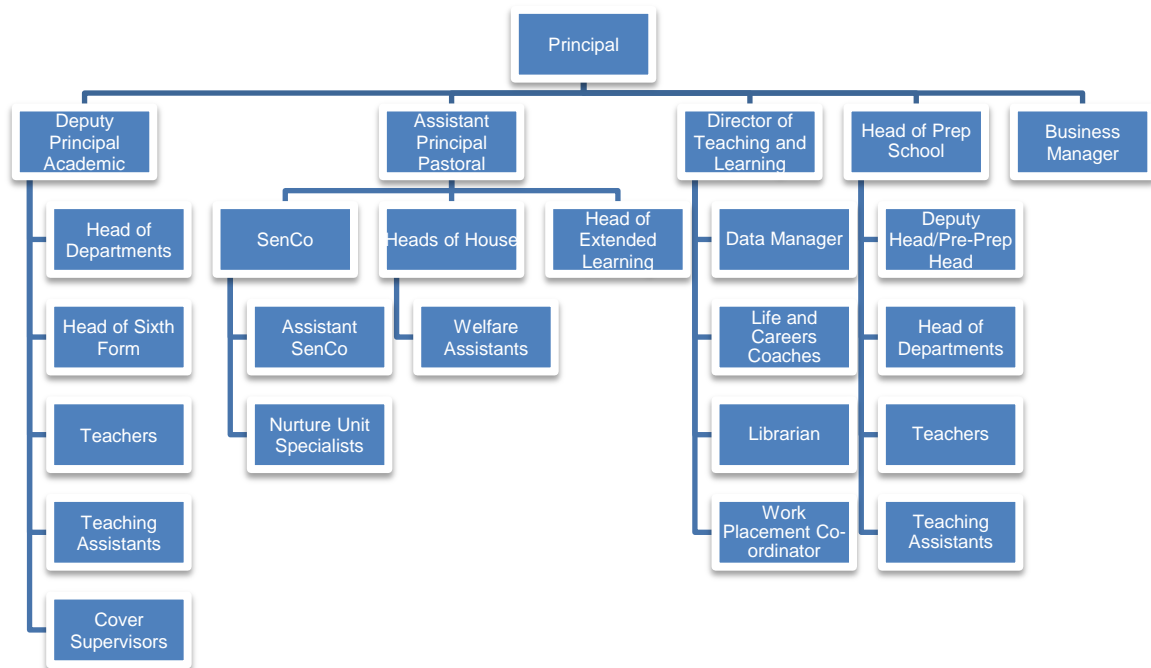 Principal
Deputy
Principal
Academic
Assistant
Principal
Pastoral
Director of
Teaching and
Learning
Head of Prep
School
Business
Manager
Head of
Departments
SenCo
Heads of House
Head of
Extended
Learning
Data Manager
Deputy
Head/Pre-Prep
Head
Head of Sixth
Form
Assistant
SenCo
Welfare
Assistants
Life and
Careers
Coaches
Head of
Departments
Teachers
Nurture Unit
Specialists
Librarian
Teachers
Teaching
Assistants
Work
Placement Co-
ordinator
Teaching
Assistants
Cover
Supervisors